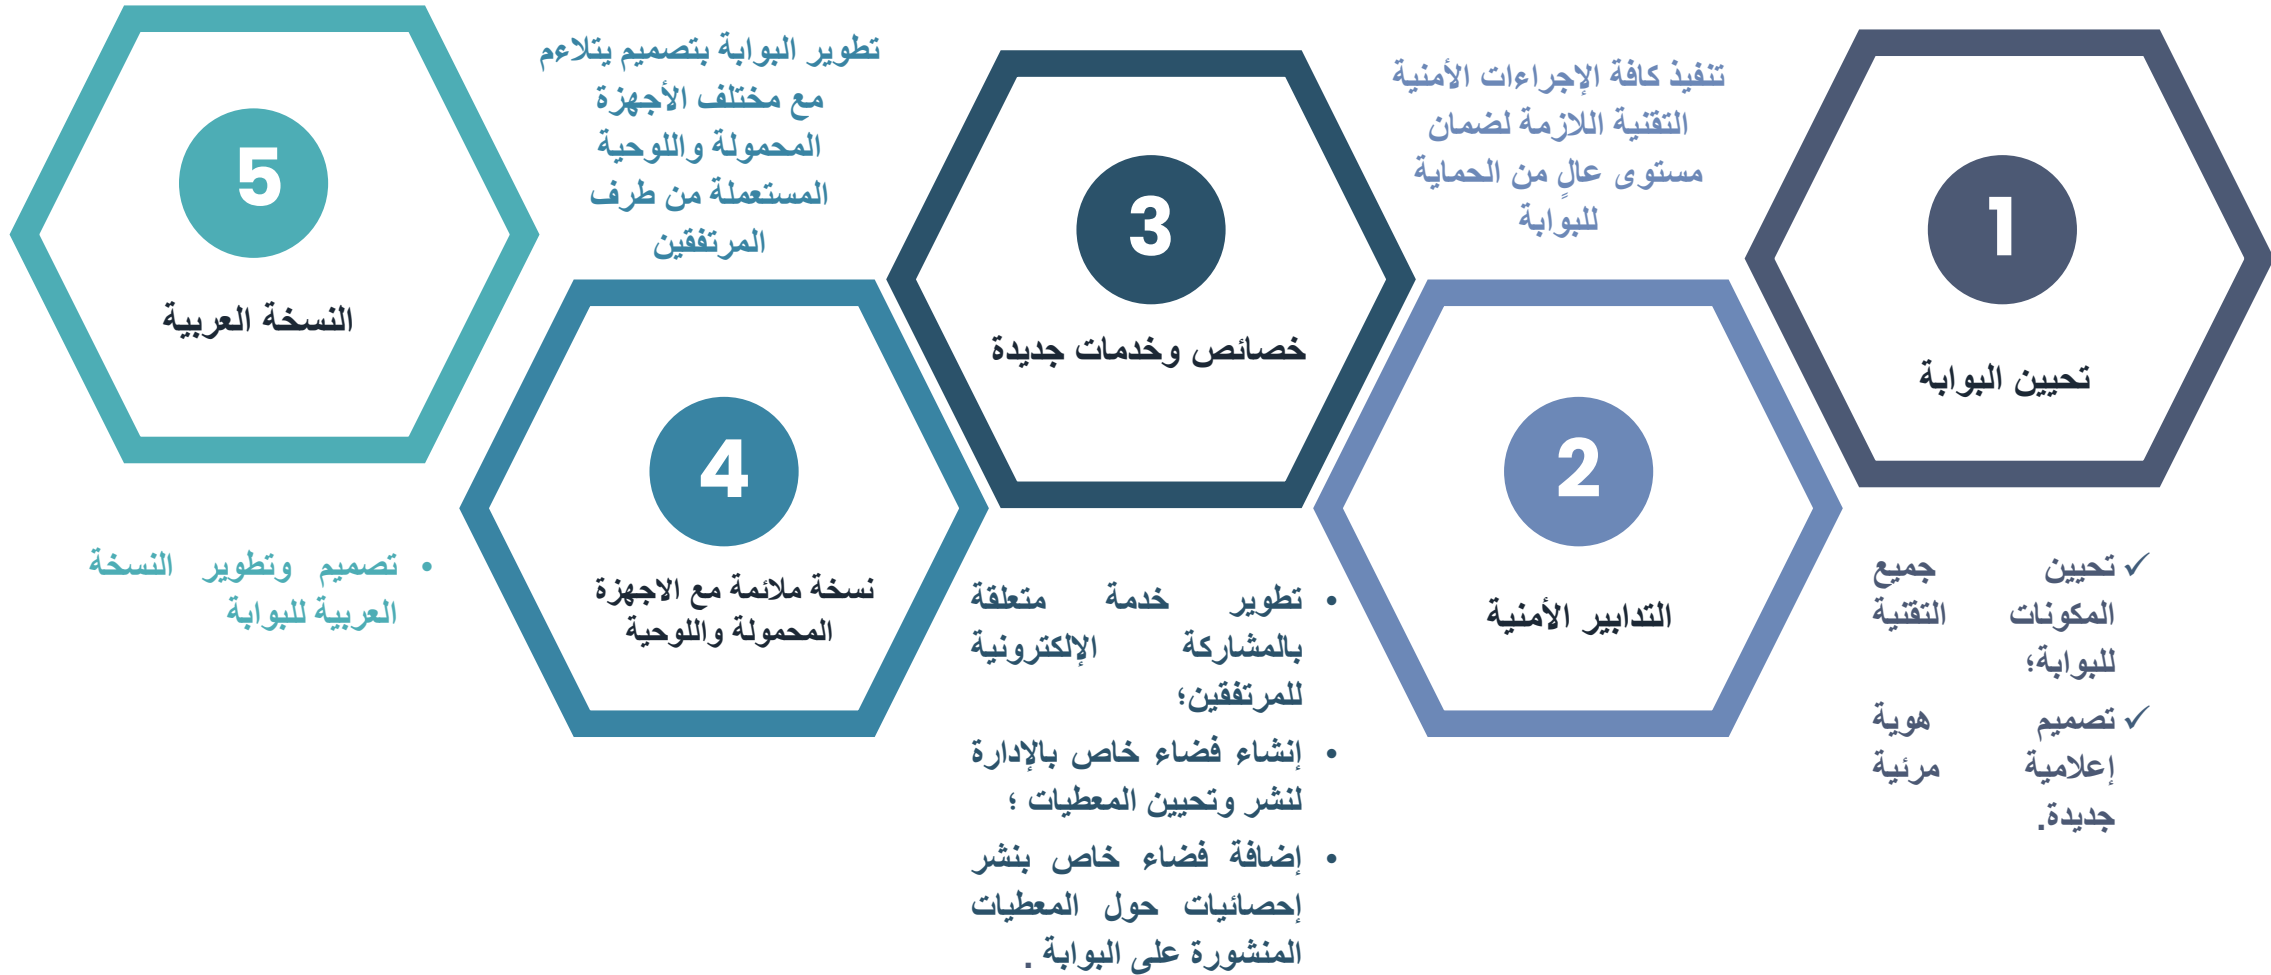 1
تحيين البوابة
✓ تحيين جميع
المكونات التقنية
للبوابة؛
✓ تصميم هوية
إعلامية مرئية
جديدة.
تنفيذ كافة الإجراءات الأمنية
التقنية اللازمة لضمان
مستوى عالٍ من الحماية
للبوابة
2
التدابير الأمنية
3
خصائص وخدمات جديدة
• تطوير خدمة متعلقة
بالمشاركة الإلكترونية
للمرتفقين؛
• إنشاء فضاء خاص بالإدارة
لنشر وتحيين المعطيات ؛
• إضافة فضاء خاص بنشر
إحصائيات حول المعطيات
المنشورة على البوابة .
تطوير البوابة بتصميم يتلاءم
مع مختلف الأجهزة
المحمولة واللوحية
المستعملة من طرف
المرتفقين
4
نسخة ملائمة مع الاجهزة
المحمولة واللوحية
5
النسخة العربية
• تصميم وتطوير النسخة
العربية للبوابة